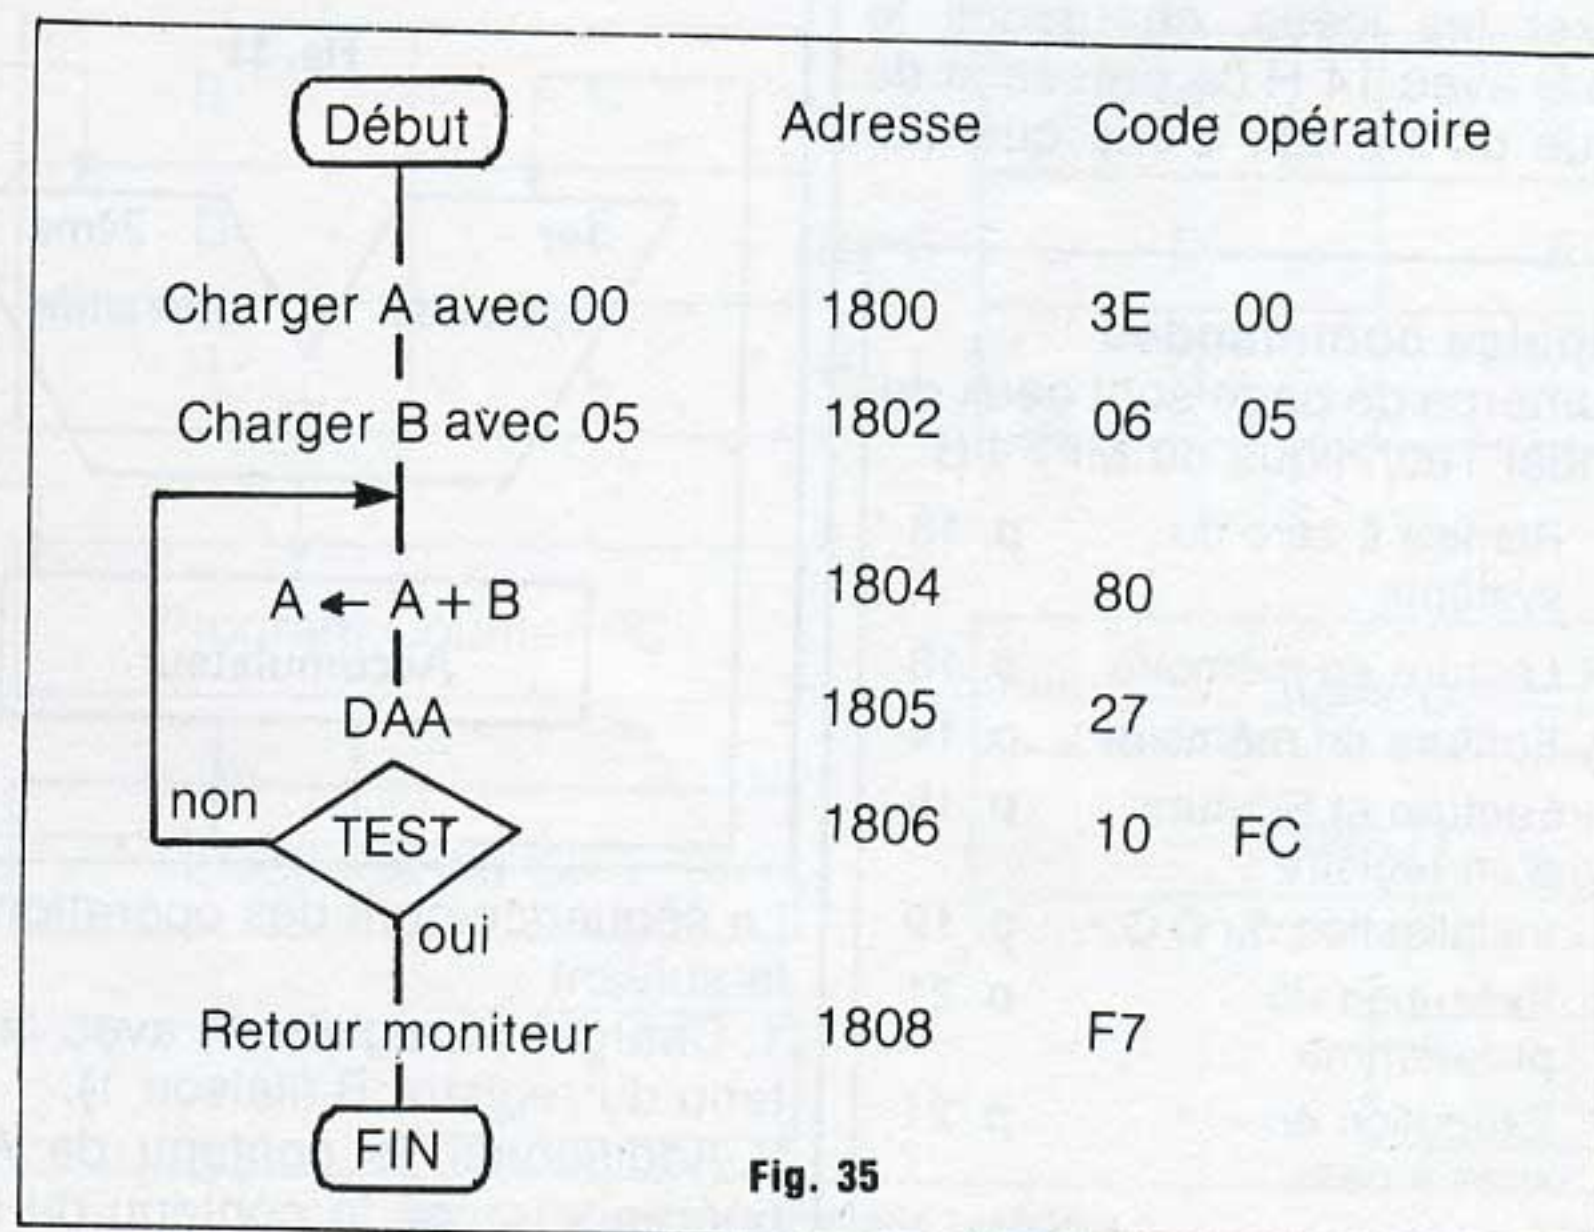 Début Adresse Code opératoire
Charger A avec 00 1800 3E 00
Charger B avec 05 1802 06 05
A ← A + B 1804 80
DAA 1805 27
non TEST 1806 10 FC
oui
Retour moniteur 1808 F7
FIN
Fig. 35